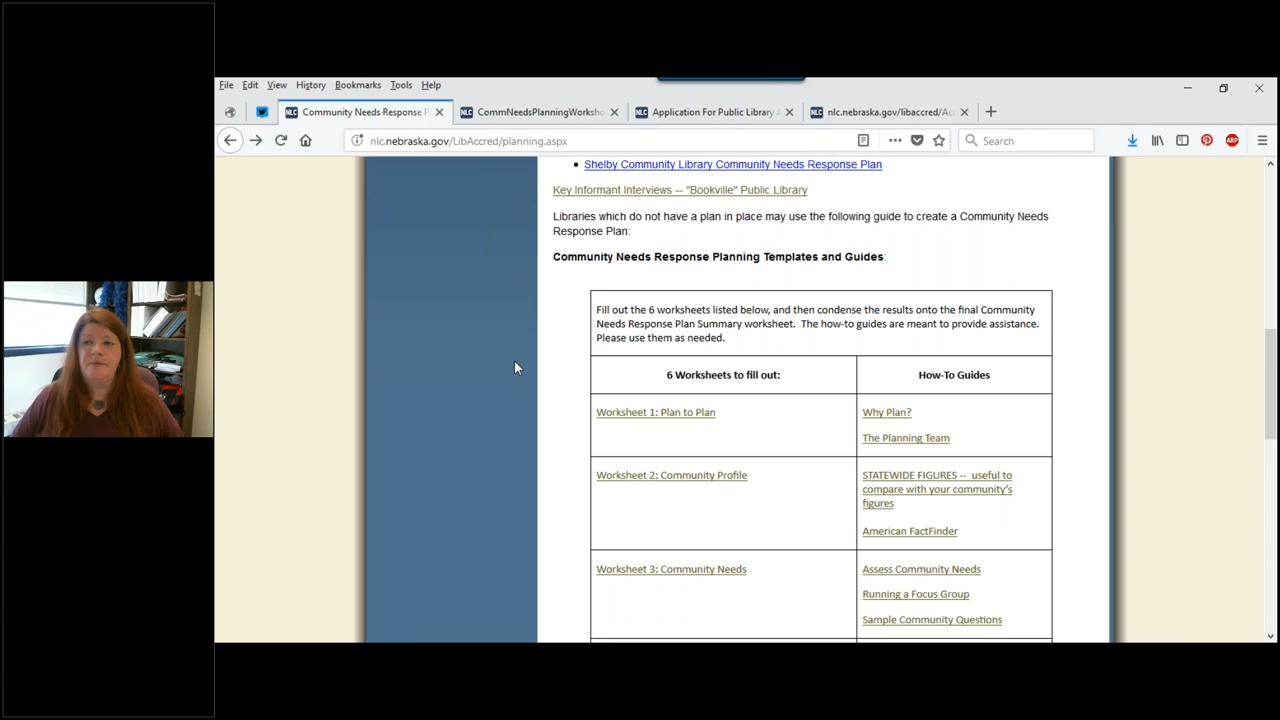 File Edit View History Bookmarks Tools Help
NLC Community Needs Response P
NLC CommNeedsPlanningWorksho
NLC Application For Public Library A
NLC nlc.nebraska.gov/libaccred/Ac
nlc.nebraska.gov/LibAccred/planning.aspx
Search
ABP
Shelby Community Library Community Needs Response Plan
Key Informant Interviews -- "Bookville" Public Library
Libraries which do not have a plan in place may use the following guide to create a Community Needs
Response Plan:
Community Needs Response Planning Templates and Guides:
Fill out the 6 worksheets listed below, and then condense the results onto the final Community
Needs Response Plan Summary worksheet. The how-to guides are meant to provide assistance.
Please use them as needed.
6 Worksheets to fill out:
How-To Guides
Worksheet 1: Plan to Plan
Why Plan?
The Planning Team
Worksheet 2: Community Profile
STATEWIDE FIGURES -- useful to
compare with your community's
figures
American FactFinder
Worksheet 3: Community Needs
Assess Community Needs
Running a Focus Group
Sample Community Questions